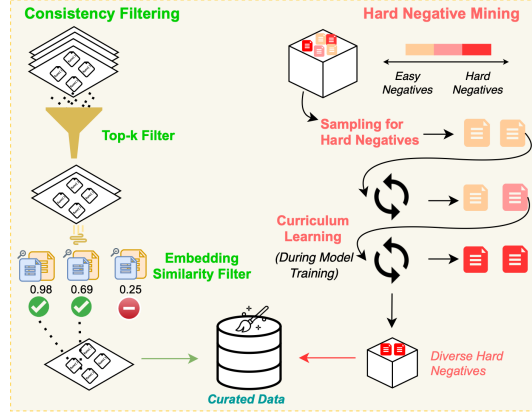 Consistency Filtering
Top-k Filter
Embedding
Similarity Filter
0.98 0.69 0.25
Hard Negative Mining
Easy
Negatives
Hard
Negatives
Sampling for
Hard Negatives
Curriculum
Learning
(During Model
Training)
Diverse Hard
Negatives
Curated Data